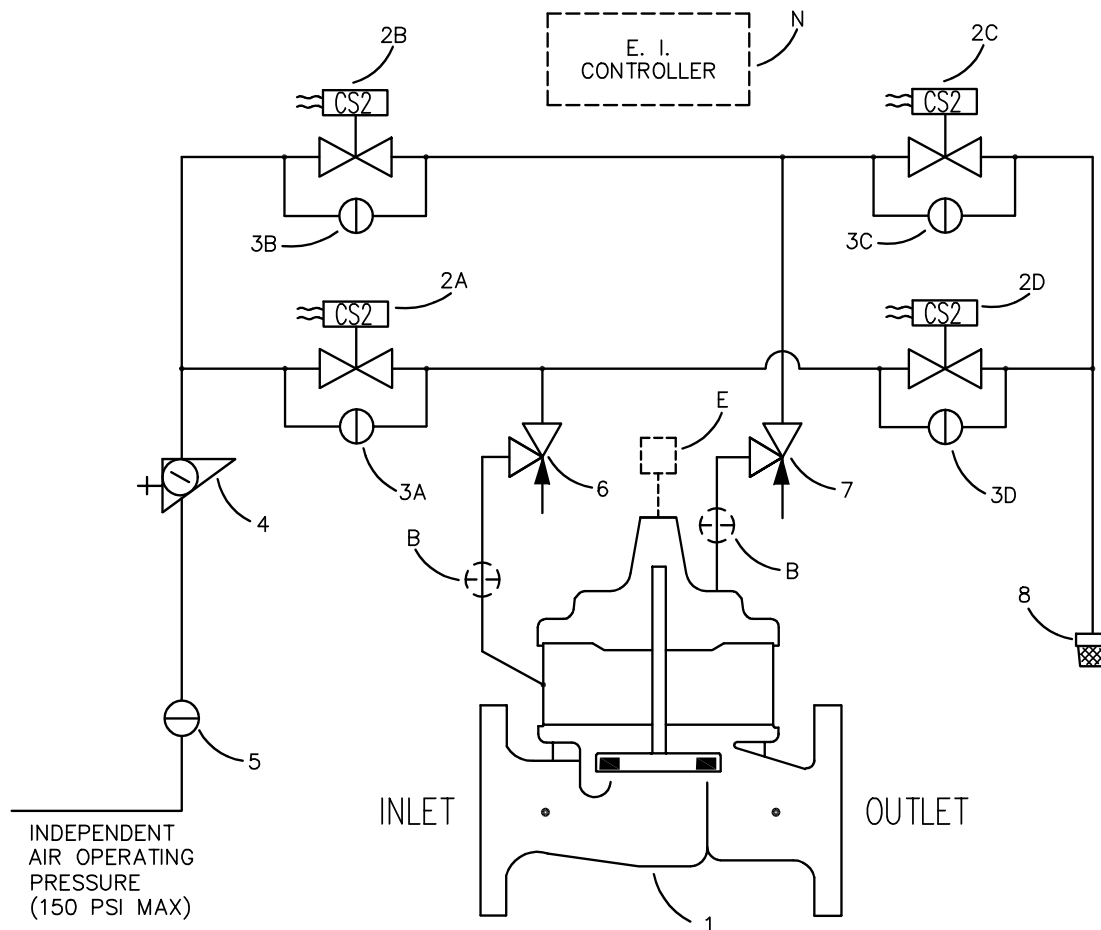 N
2B
2C
E. I.
CONTROLLER
CS2
CS2
3B
3C
2A
2D
CS2
CS2
E
3A
6
7
3D
4
B
B
8
5
INLET
OUTLET
INDEPENDENT
AIR OPERATING
PRESSURE
(150 PSI MAX)
1